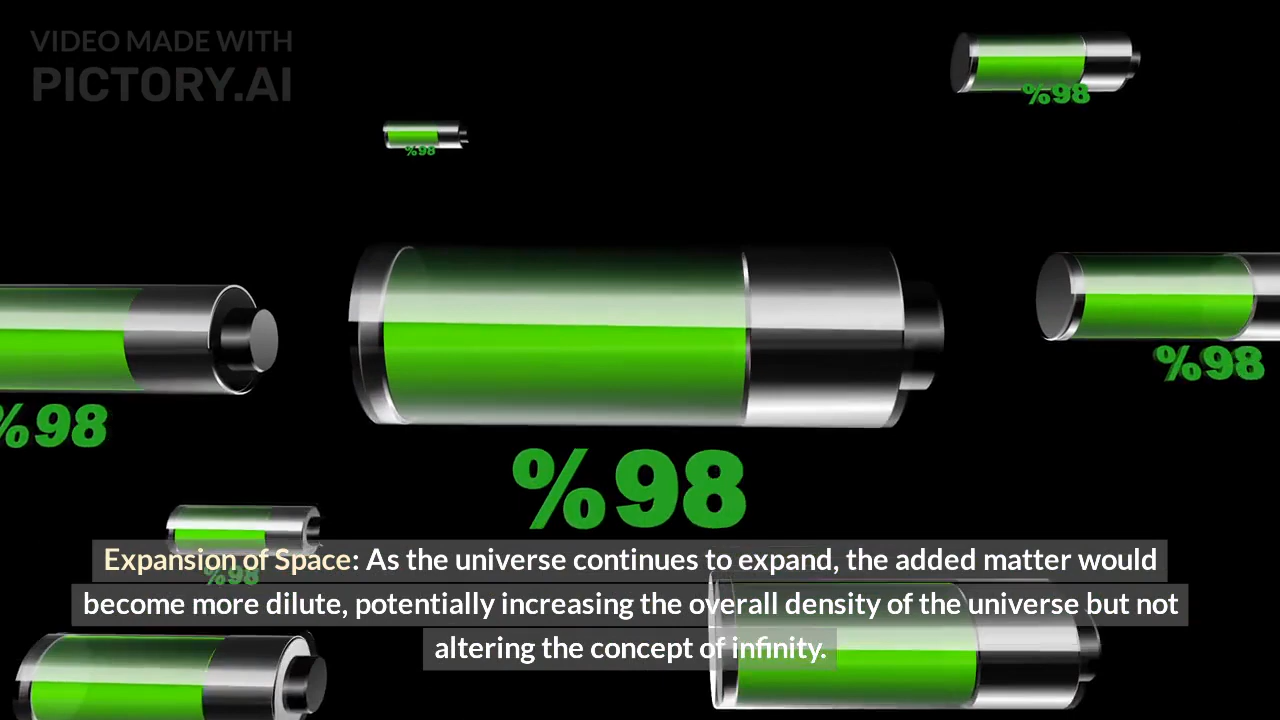 VIDEO MADE WITH
PICTORY.AI
%98
%98
%98
%98
%98
%98
Expansion of Space: As the universe continues to expand, the added matter would
%98
become more dilute, potentially increasing the overall density of the universe but not
altering the concept of infinity.